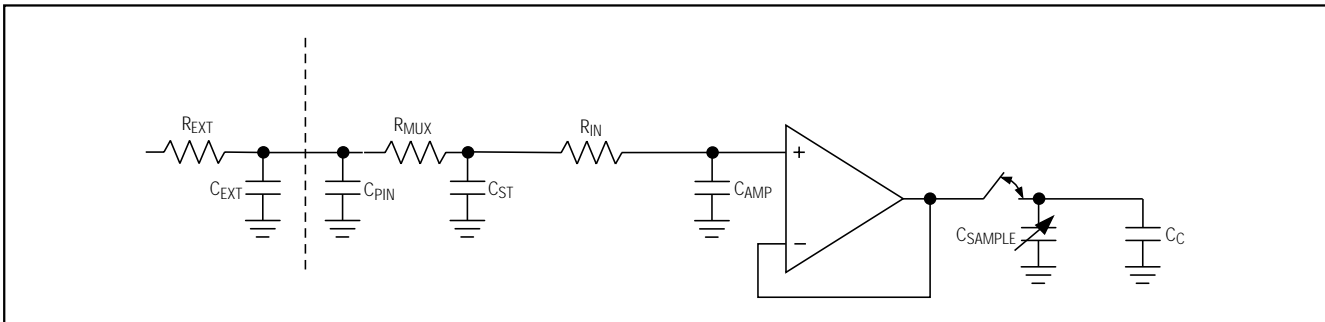 REXT
CEXT
CPIN
RMUX
CST
RIN
CAMP
+
−
CSAMPLE
CC